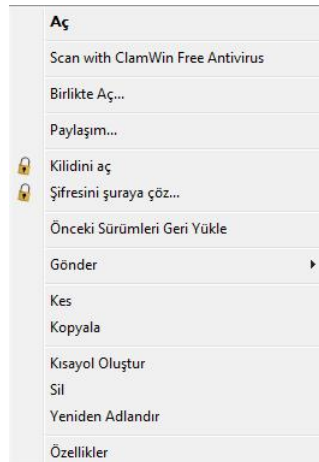 Aç
Scan with ClamWin Free Antivirus
Birlikte Aç...
Paylaşım...
Kilidini aç
Şifresini şuraya çöz...
Önceki Sürümleri Geri Yükle
Gönder
Kes
Kopyala
Kısayol Oluştur
Sil
Yeniden Adlandır
Özellikler